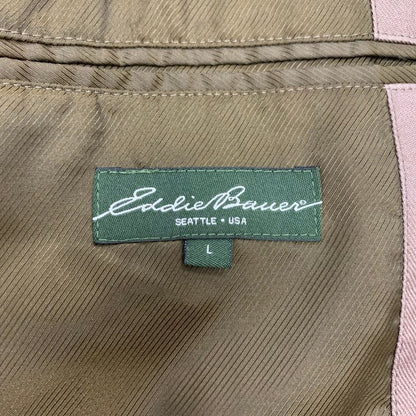 Eddie Bauer®
SEATTLE • USA
L